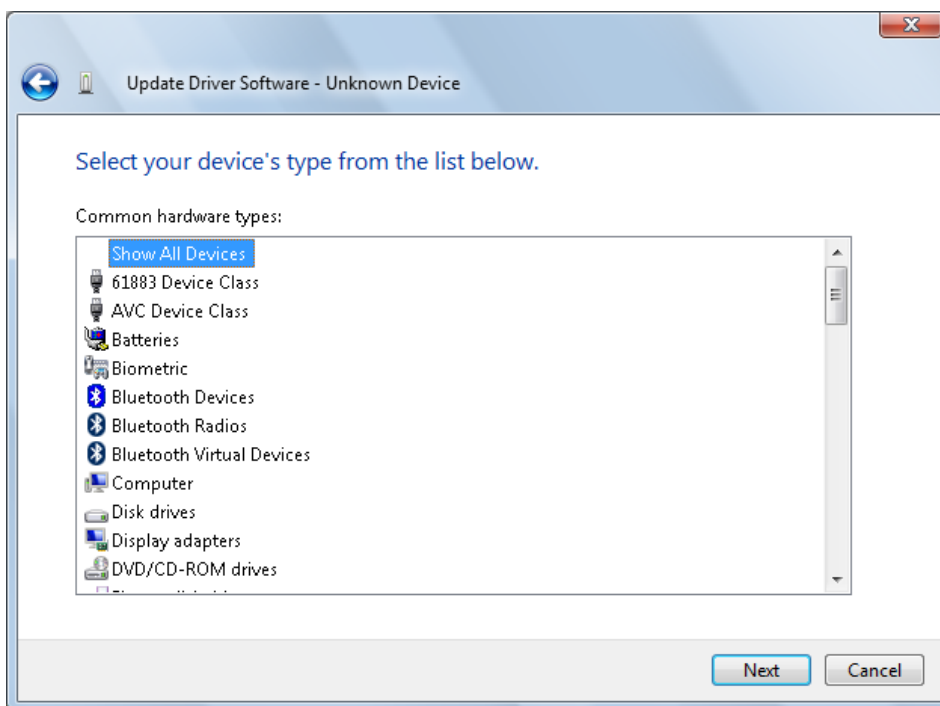 Update Driver Software - Unknown Device
Select your device's type from the list below.
Common hardware types:
Show All Devices
61883 Device Class
AVC Device Class
Batteries
Biometric
Bluetooth Devices
Bluetooth Radios
Bluetooth Virtual Devices
Computer
Disk drives
Display adapters
DVD/CD-ROM drives
Next
Cancel